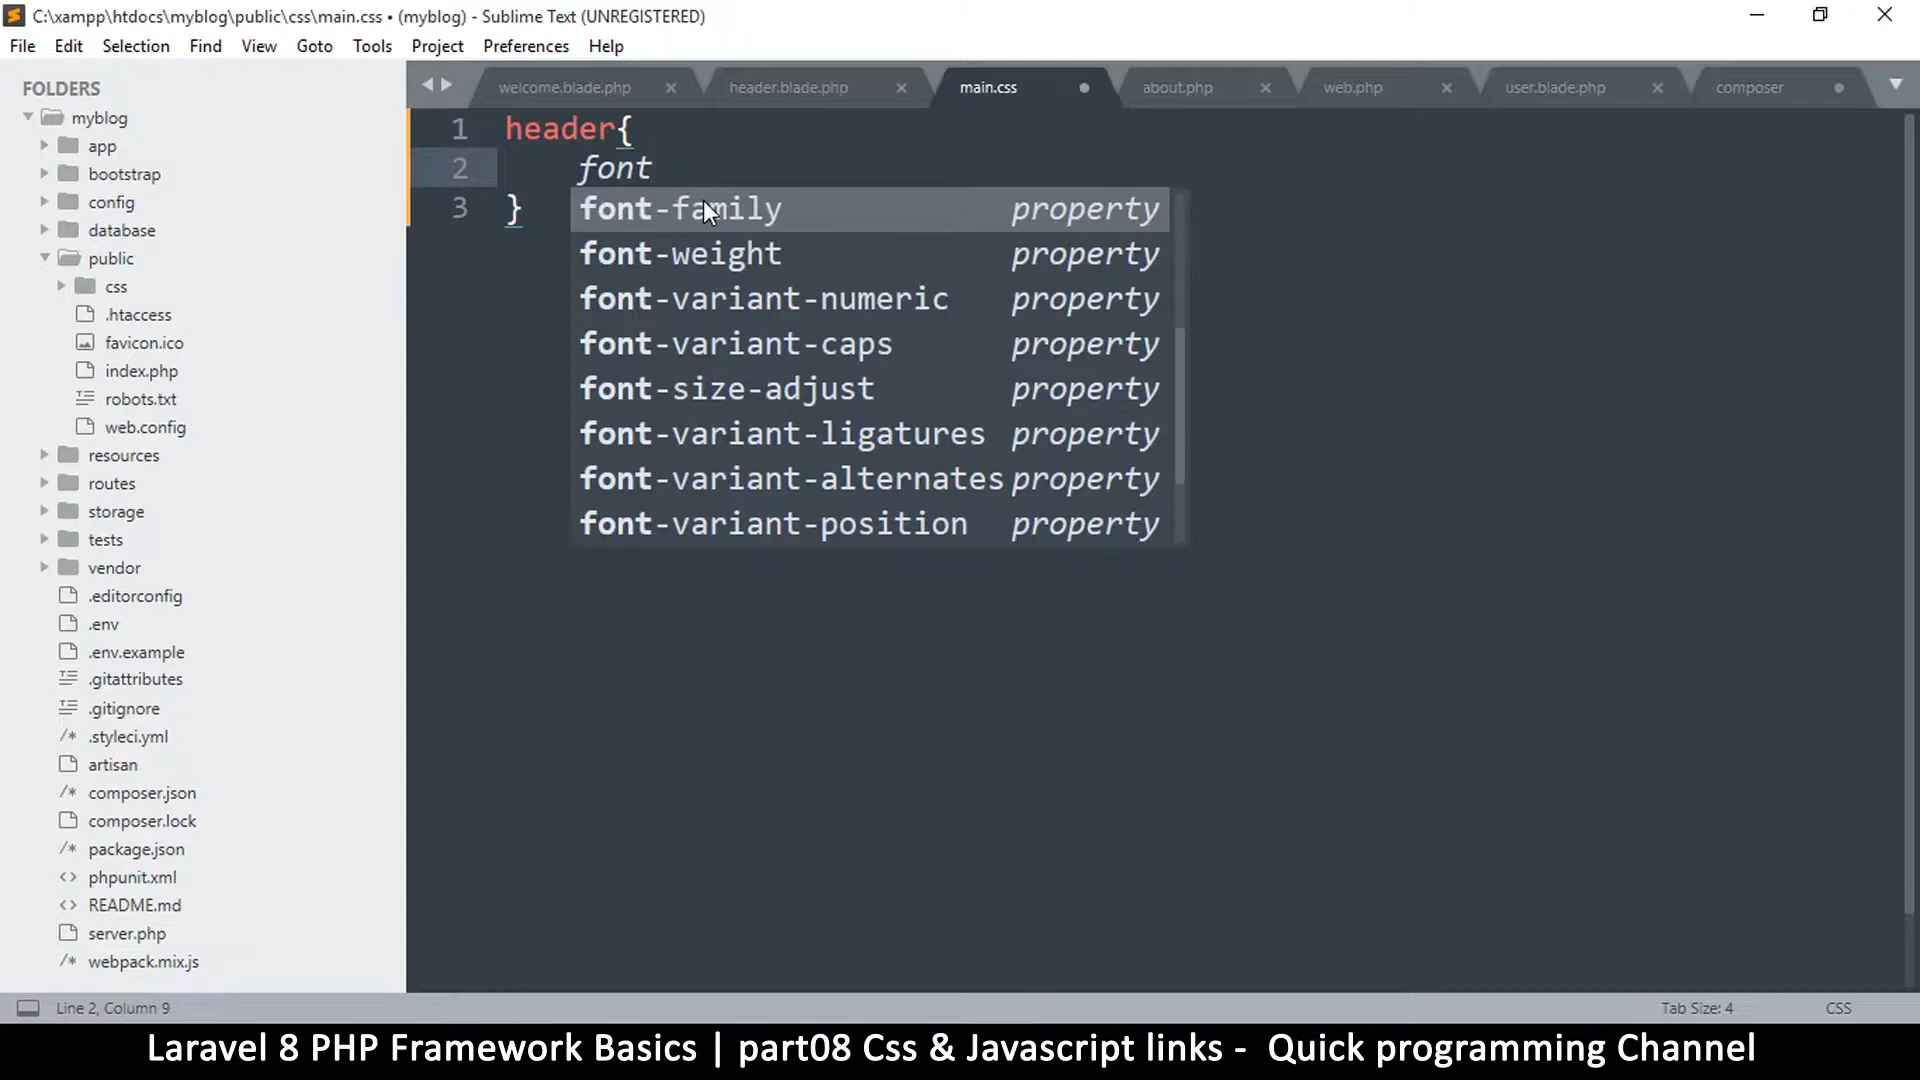 C:\xampp\htdocs\myblog\public\css\main.css • (myblog) - Sublime Text (UNREGISTERED)
File Edit Selection Find View Goto Tools Project Preferences Help
FOLDERS
myblog
app
bootstrap
config
database
public
css
.htaccess
favicon.ico
index.php
robots.txt
web.config
resources
routes
storage
tests
vendor
.editorconfig
.env
.env.example
.gitattributes
.gitignore
/* .styleci.yml
artisan
/* composer.json
composer.lock
/* package.json
<> phpunit.xml
<> README.md
server.php
/* webpack.mix.js
welcome.blade.php header.blade.php main.css about.php web.php user.blade.php composer
1 header{
2 font
3 }
font-family property
font-weight property
font-variant-numeric property
font-variant-caps property
font-size-adjust property
font-variant-ligatures property
font-variant-alternates property
font-variant-position property
Line 2, Column 9 Tab Size: 4 CSS
Laravel 8 PHP Framework Basics | part08 Css & Javascript links - Quick programming Channel